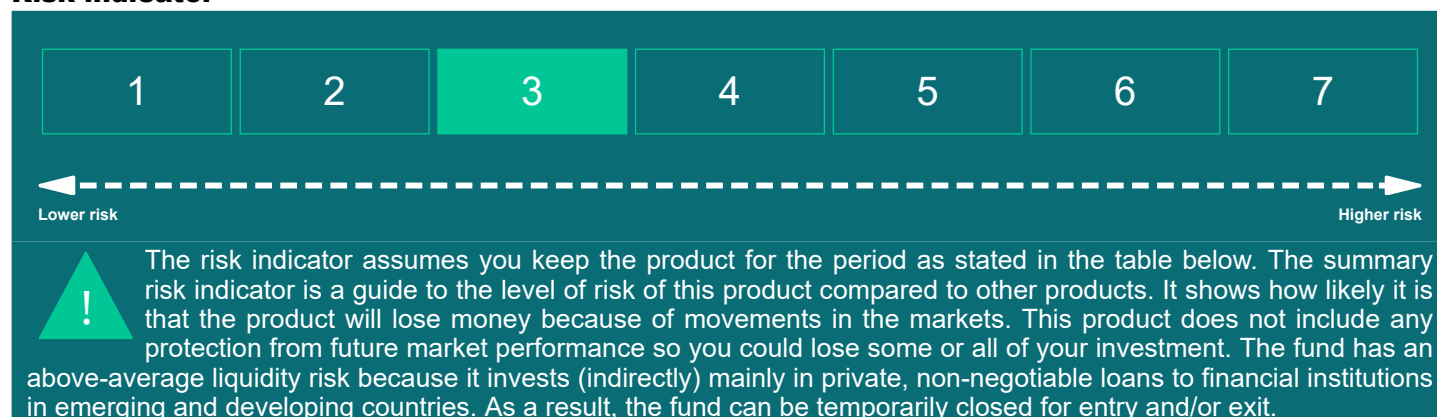 Risk Indicator
1 2 3 4 5 6 7
Lower risk Higher risk
! The risk indicator assumes you keep the product for the period as stated in the table below. The summary
risk indicator is a guide to the level of risk of this product compared to other products. It shows how likely it is
that the product will lose money because of movements in the markets. This product does not include any
protection from future market performance so you could lose some or all of your investment. The fund has an
above-average liquidity risk because it invests (indirectly) mainly in private, non-negotiable loans to financial institutions
in emerging and developing countries. As a result, the fund can be temporarily closed for entry and/or exit.